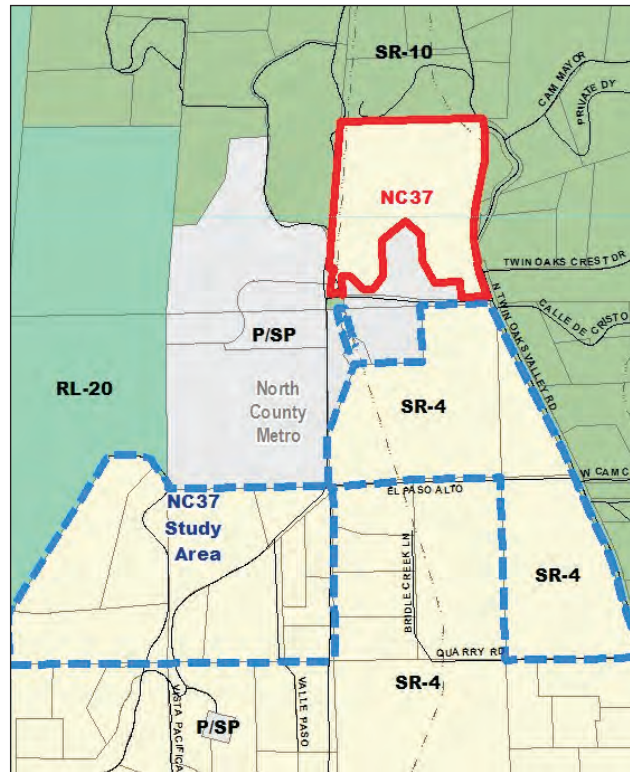 SR-10
CAM MAYOR
PRIVATE DY
NC37
TWIN OAKS CREST DR
N TWIN OAKS VALLEY RD
CALLE DE CRISTO
P/SP
RL-20
North
County
Metro
SR-4
W CAMC
EL PASO ALTO
NC37
Study
Area
BRIDLE CREEK LN
SR-4
QUARRY RD
SR-4
VISTA PACIFICA
P/SP
VALLE PASO